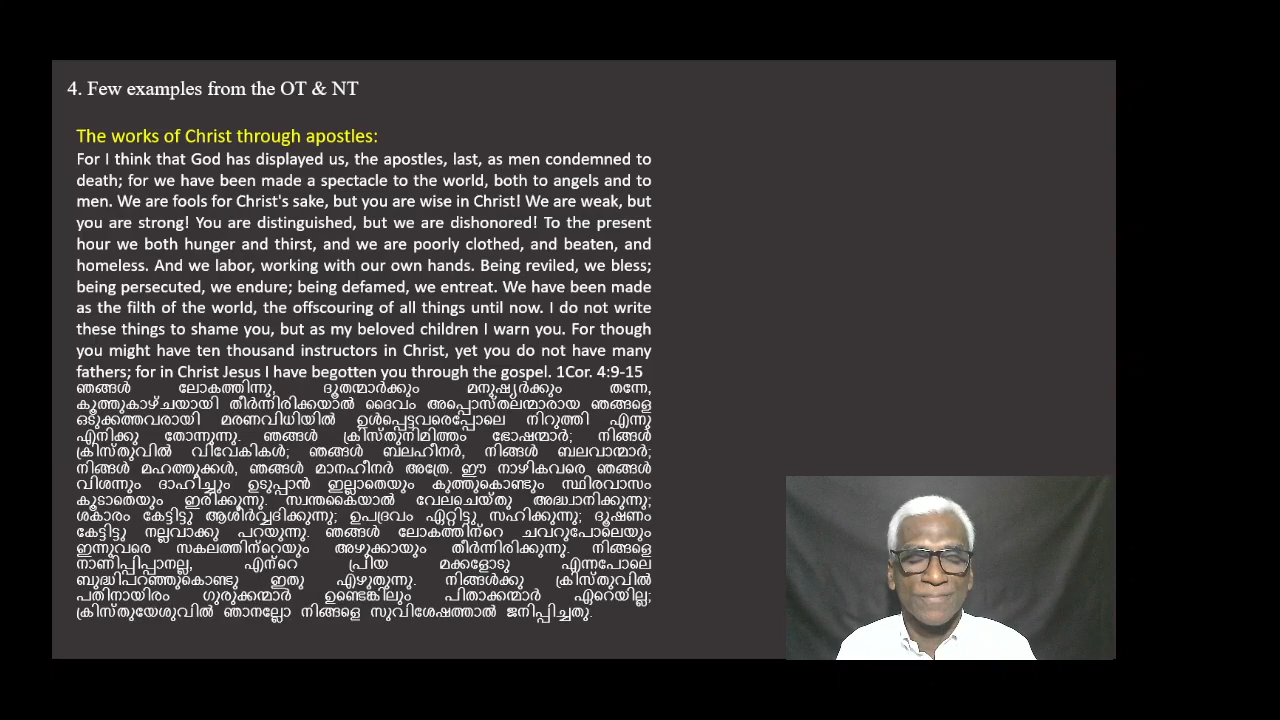 4. Few examples from the OT & NT
The works of Christ through apostles:
For I think that God has displayed us, the apostles, last, as men condemned to
death; for we have been made a spectacle to the world, both to angels and to
men. We are fools for Christ's sake, but you are wise in Christ! We are weak, but
you are strong! You are distinguished, but we are dishonored! To the present
hour we both hunger and thirst, and we are poorly clothed, and beaten, and
homeless. And we labor, working with our own hands. Being reviled, we bless;
being persecuted, we endure; being defamed, we entreat. We have been made
as the filth of the world, the offscouring of all things until now. I do not write
these things to shame you, but as my beloved children I warn you. For though
you might have ten thousand instructors in Christ, yet you do not have many
fathers; for in Christ Jesus I have begotten you through the gospel. 1Cor. 4:9-15
ഞങ്ങൾ ലോകത്തിന്നു, ദൂതന്മാർക്കും മനുഷ്യർക്കും തന്നേ,
കൂത്തുകാഴ്ചയായി തീർന്നിരിക്കയാൽ ദൈവം അപ്പൊസ്തലന്മാരായ ഞങ്ങളെ
ഒടുക്കത്തവരായി മരണവിധിയിൽ ഉൾപ്പെട്ടവരെപ്പോലെ നിറുത്തി എന്നു
എനിക്കു തോന്നുന്നു. ഞങ്ങൾ ക്രിസ്തുനിമിത്തം ഭോഷന്മാർ; നിങ്ങൾ
ക്രിസ്തുവിൽ വിവേകികൾ; ഞങ്ങൾ ബലഹീനർ, നിങ്ങൾ ബലവാന്മാർ;
നിങ്ങൾ മഹത്തുക്കൾ, ഞങ്ങൾ മാനഹീനർ അത്രേ. ഈ നാഴികവരെ ഞങ്ങൾ
വിശന്നും ദാഹിച്ചും ഉടുപ്പാൻ ഇല്ലാതെയും കുത്തുകൊണ്ടും സ്ഥിരവാസം
കൂടാതെയും ഇരിക്കുന്നു. സ്വന്തകൈയാൽ വേലചെയ്തു അദ്ധ്വാനിക്കുന്നു;
ശകാരം കേട്ടിട്ടു ആശീർവ്വദിക്കുന്നു; ഉപദ്രവം ഏറ്റിട്ടു സഹിക്കുന്നു; ദൂഷണം
കേട്ടിട്ടു നല്ലവാക്കു പറയുന്നു. ഞങ്ങൾ ലോകത്തിന്റെ ചവറുപോലെയും
ഇന്നുവരെ സകലത്തിന്റെയും അഴുക്കായും തീർന്നിരിക്കുന്നു. നിങ്ങളെ
നാണിപ്പിപ്പാനല്ല, എന്റെ പ്രിയ മക്കളോടു എന്നപോലെ
ബുദ്ധിപറഞ്ഞുകൊണ്ടു ഇതു എഴുതുന്നു. നിങ്ങൾക്കു ക്രിസ്തുവിൽ
പതിനായിരം ഗുരുക്കന്മാർ ഉണ്ടെങ്കിലും പിതാക്കന്മാർ ഏറെയില്ല;
ക്രിസ്തുയേശുവിൽ ഞാനല്ലോ നിങ്ങളെ സുവിശേഷത്താൽ ജനിപ്പിച്ചതു.